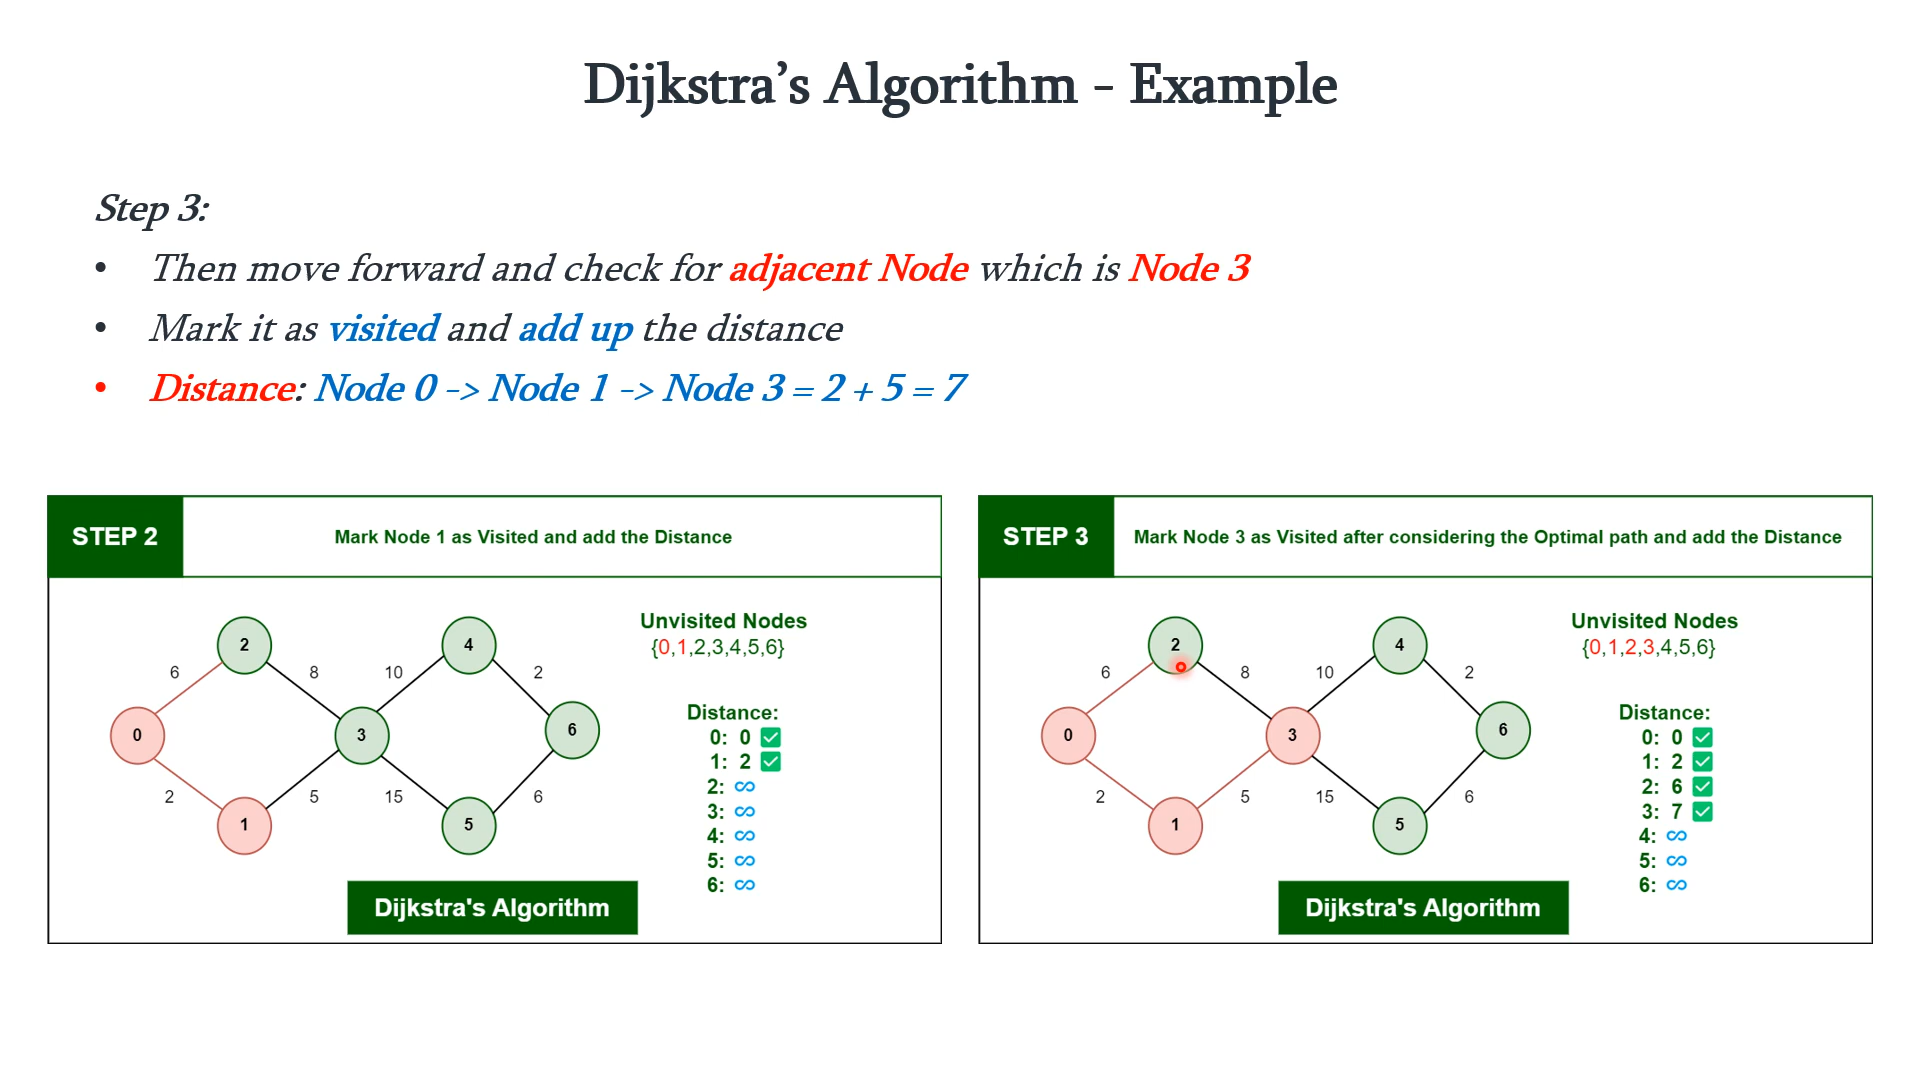 Dijkstra’s Algorithm - Example
Step 3:
• Then move forward and check for adjacent Node which is Node 3
• Mark it as visited and add up the distance
• Distance: Node 0 -> Node 1 -> Node 3 = 2 + 5 = 7
STEP 2
Mark Node 1 as Visited and add the Distance
2
4
6
8
10
2
0
3
6
2
5
15
6
1
5
Unvisited Nodes
{0,1,2,3,4,5,6}
Distance:
0: 0 ✅
1: 2 ✅
2: ∞
3: ∞
4: ∞
5: ∞
6: ∞
Dijkstra's Algorithm
STEP 3
Mark Node 3 as Visited after considering the Optimal path and add the Distance
2
4
6
8
10
2
0
3
6
2
5
15
6
1
5
Unvisited Nodes
{0,1,2,3,4,5,6}
Distance:
0: 0 ✅
1: 2 ✅
2: 6 ✅
3: 7 ✅
4: ∞
5: ∞
6: ∞
Dijkstra's Algorithm